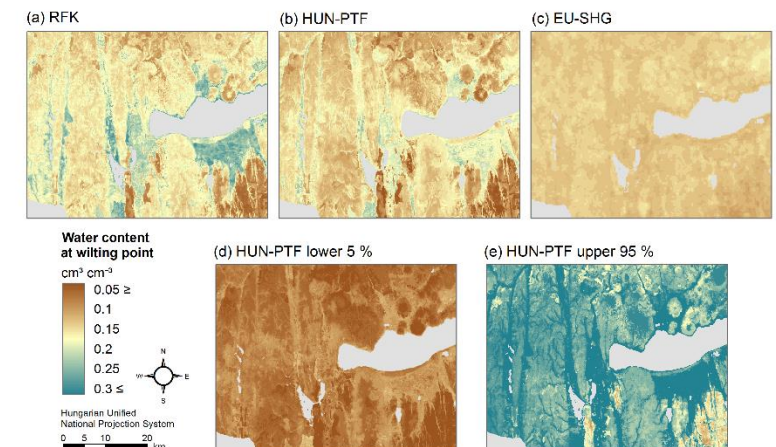 (a) RFK
(b) HUN-PTF
(c) EU-SHG
Water content
at wilting point
cm³ cm⁻³
0.05 ≥
0.1
0.15
0.2
0.25
0.3 ≤
N
W
E
S
Hungarian Unified
National Projection System
0 5 10 20
km
(d) HUN-PTF lower 5 %
(e) HUN-PTF upper 95 %